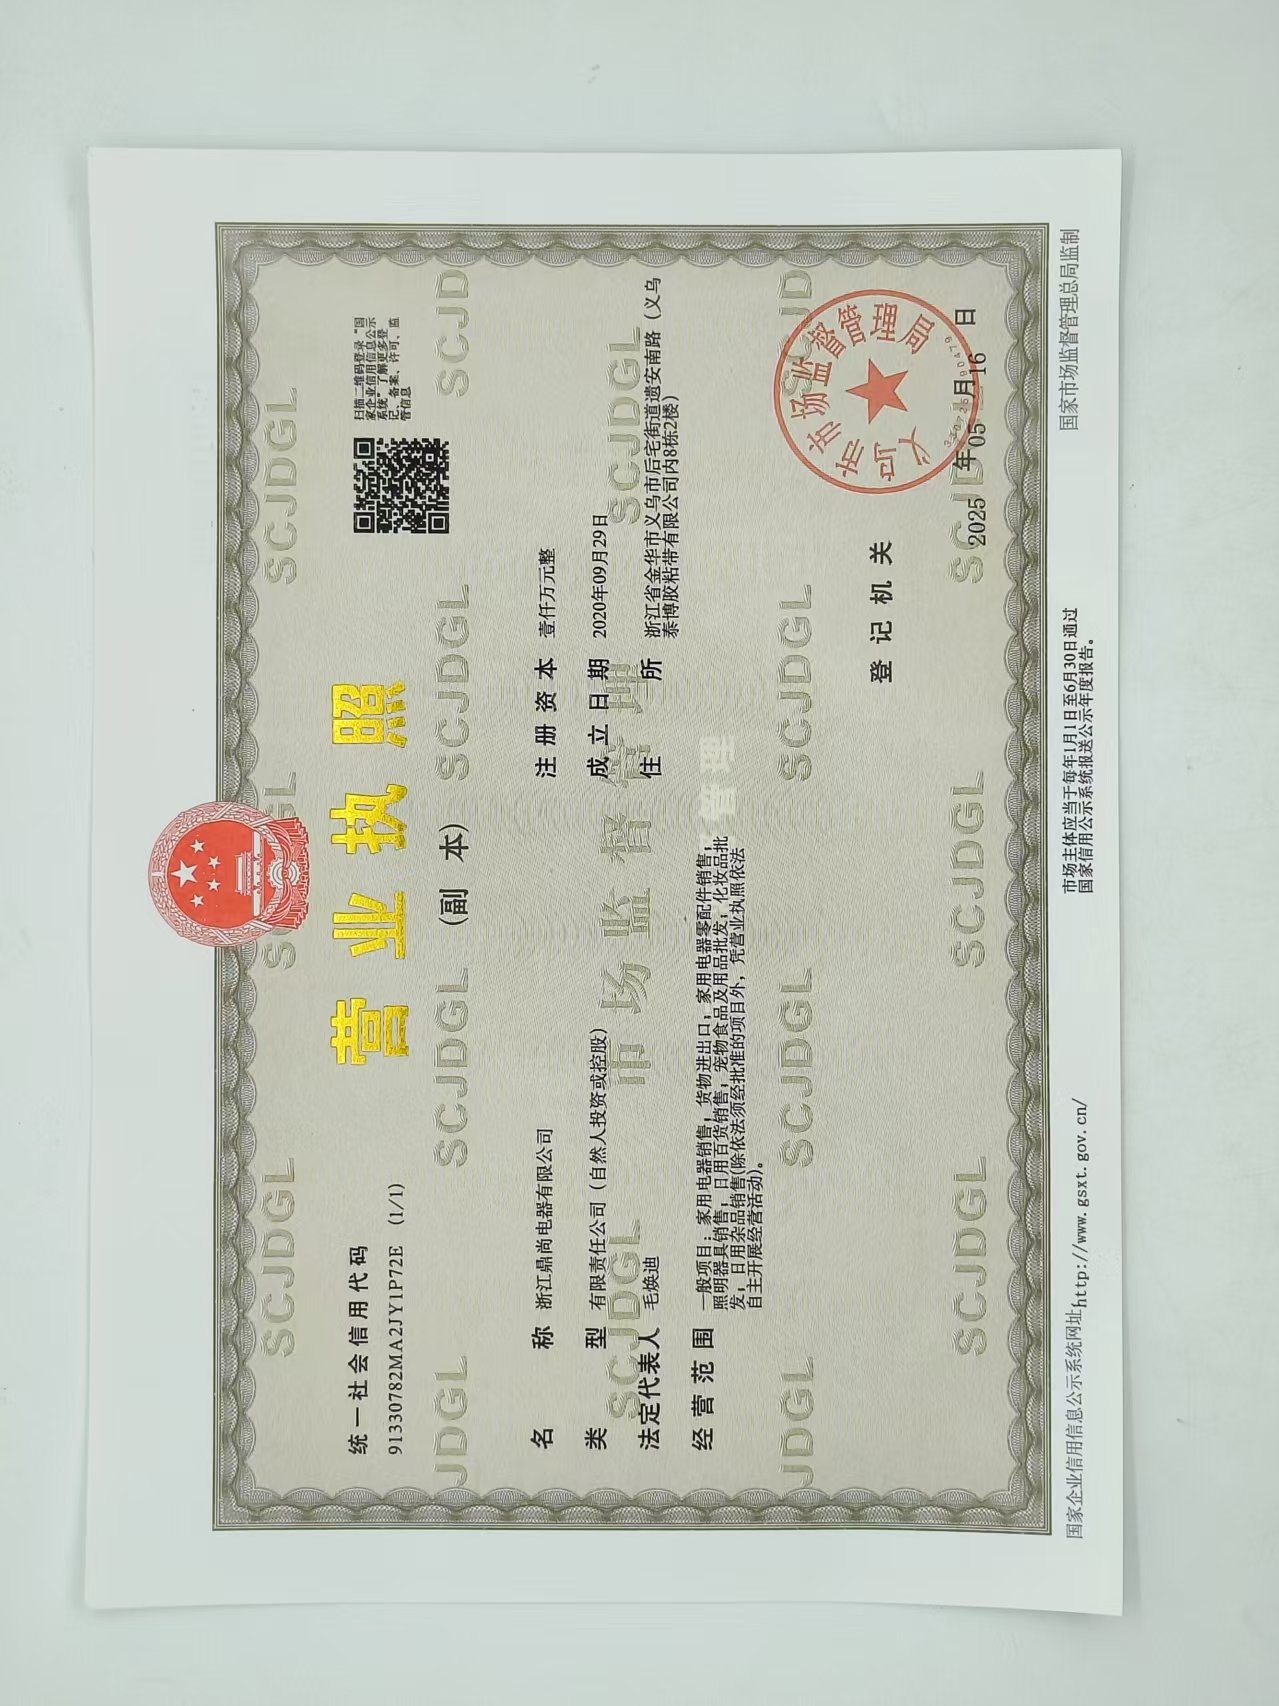 统一社会信用代码
91330782MA2JY1P72E (1/1)
营业执照
(副 本)
扫描二维码登录“国
家企业信用信息公示
系统”了解更多登
记、备案、许可、监
管信息
名 称 浙江鼎尚电器有限公司
类 型 有限责任公司（自然人投资或控股）
法定代表人 毛焕迪
经营范围 一般项目：家用电器销售；货物进出口；家用电器零配件销售；
照明器具销售；日用百货销售；宠物食品及用品批发；化妆品批
发；日用杂品销售(除依法须经批准的项目外，凭营业执照依法
自主开展经营活动)。
注册资本 壹仟万元整
成立日期 2020年09月29日
住 所 浙江省金华市义乌市后宅街道遗安南路（义乌
泰博胶粘带有限公司内8栋2楼）
登记机关
市场监督管理局
2025 年05月16 日
SCJDGL
市场监督管理
国家企业信用信息公示系统网址http://www.gsxt.gov.cn/
市场主体应当于每年1月1日至6月30日通过
国家信用公示系统报送公示年度报告。
国家市场监督管理总局监制